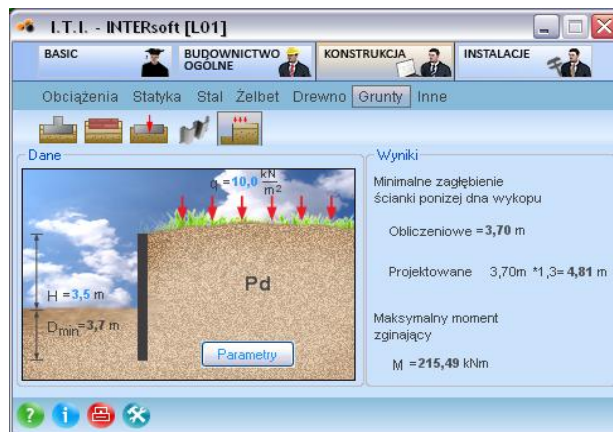 I.T.I. - INTERsoft [L01]
BASIC
BUDOWNICTWO
OGÓLNE
KONSTRUKCJA
INSTALACJE
Obciążenia Statyka Stal Żelbet Drewno Grunty Inne
Dane
q =10,0 kN/m2
Pd
H =3,5 m
Dmin=3,7 m
Parametry
Wyniki
Minimalne zagłębienie
ścianki ponizej dna wykopu
Obliczeniowe =3,70 m
Projektowane 3,70m *1,3= 4,81 m
Maksymalny moment
zginający
M =215,49 kNm